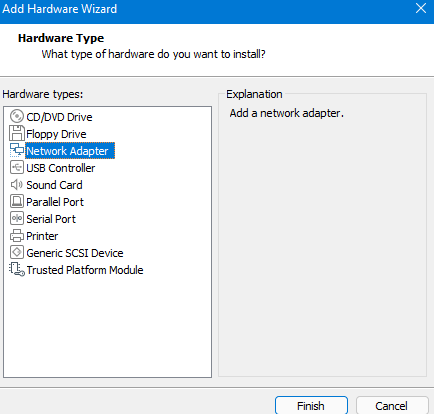 Add Hardware Wizard
Hardware Type
What type of hardware do you want to install?
Hardware types:
CD/DVD Drive
Floppy Drive
Network Adapter
USB Controller
Sound Card
Parallel Port
Serial Port
Printer
Generic SCSI Device
Trusted Platform Module
Explanation
Add a network adapter.
Finish
Cancel